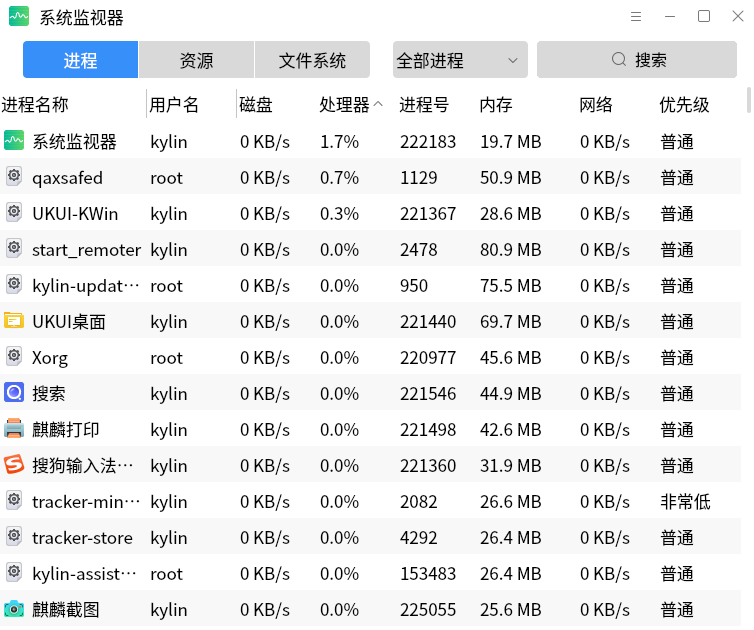 系统监视器
进程 资源 文件系统 全部进程 搜索
进程名称 用户名 磁盘 处理器 进程号 内存 网络 优先级
系统监视器 kylin 0 KB/s 1.7% 222183 19.7 MB 0 KB/s 普通
qaxsafed root 0 KB/s 0.7% 1129 50.9 MB 0 KB/s 普通
UKUI-KWin kylin 0 KB/s 0.3% 221367 28.6 MB 0 KB/s 普通
start_remoter kylin 0 KB/s 0.0% 2478 80.9 MB 0 KB/s 普通
kylin-updat… root 0 KB/s 0.0% 950 75.5 MB 0 KB/s 普通
UKUI桌面 kylin 0 KB/s 0.0% 221440 69.7 MB 0 KB/s 普通
Xorg root 0 KB/s 0.0% 220977 45.6 MB 0 KB/s 普通
搜索 kylin 0 KB/s 0.0% 221546 44.9 MB 0 KB/s 普通
麒麟打印 kylin 0 KB/s 0.0% 221498 42.6 MB 0 KB/s 普通
搜狗输入法… kylin 0 KB/s 0.0% 221360 31.9 MB 0 KB/s 普通
tracker-min… kylin 0 KB/s 0.0% 2082 26.6 MB 0 KB/s 非常低
tracker-store kylin 0 KB/s 0.0% 4292 26.4 MB 0 KB/s 普通
kylin-assist… root 0 KB/s 0.0% 153483 26.4 MB 0 KB/s 普通
麒麟截图 kylin 0 KB/s 0.0% 225055 25.6 MB 0 KB/s 普通